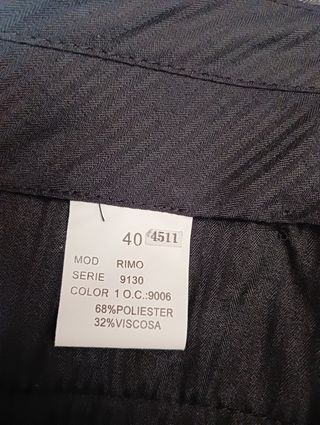 40 4511
MOD RIMO
SERIE 9130
COLOR 1 O.C.:9006
68%POLIESTER
32%VISCOSA